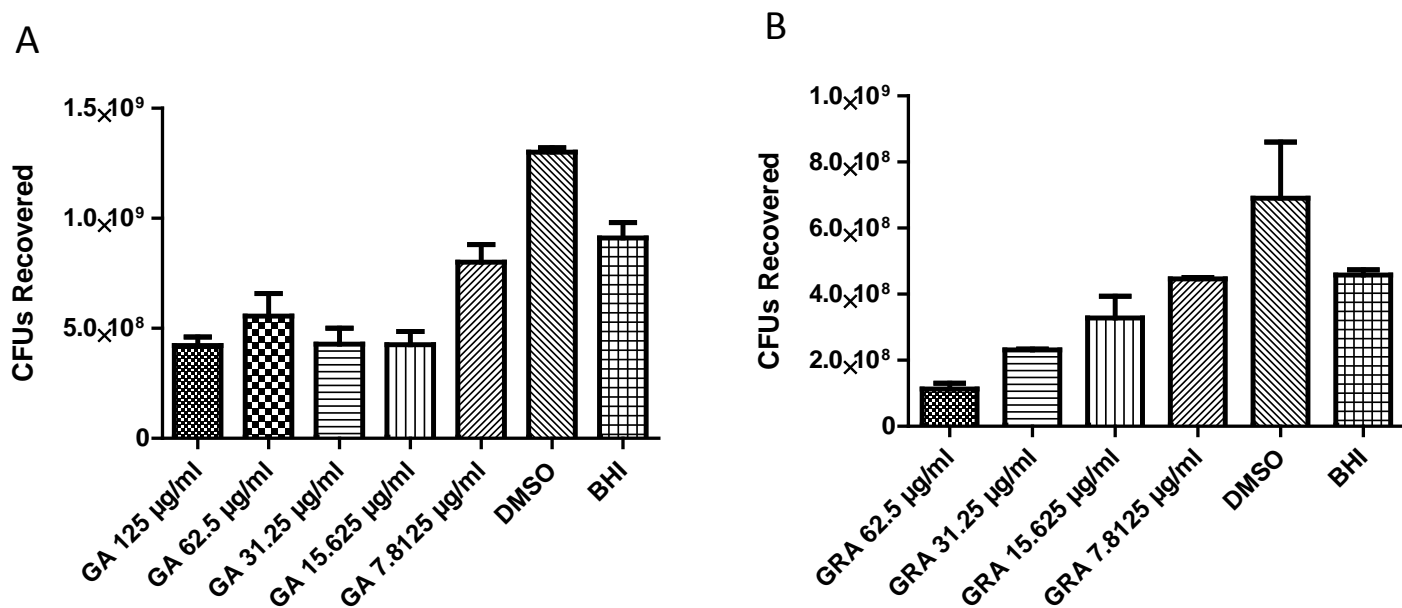 A
CFUs Recovered
1.5×10⁹
1.0×10⁹
5.0×10⁸
0
GA 125 µg/ml
GA 62.5 µg/ml
GA 31.25 µg/ml
GA 15.625 µg/ml
GA 7.8125 µg/ml
DMSO
BHI
B
CFUs Recovered
1.0×10⁹
8.0×10⁸
6.0×10⁸
4.0×10⁸
2.0×10⁸
0
GRA 62.5 µg/ml
GRA 31.25 µg/ml
GRA 15.625 µg/ml
GRA 7.8125 µg/ml
DMSO
BHI